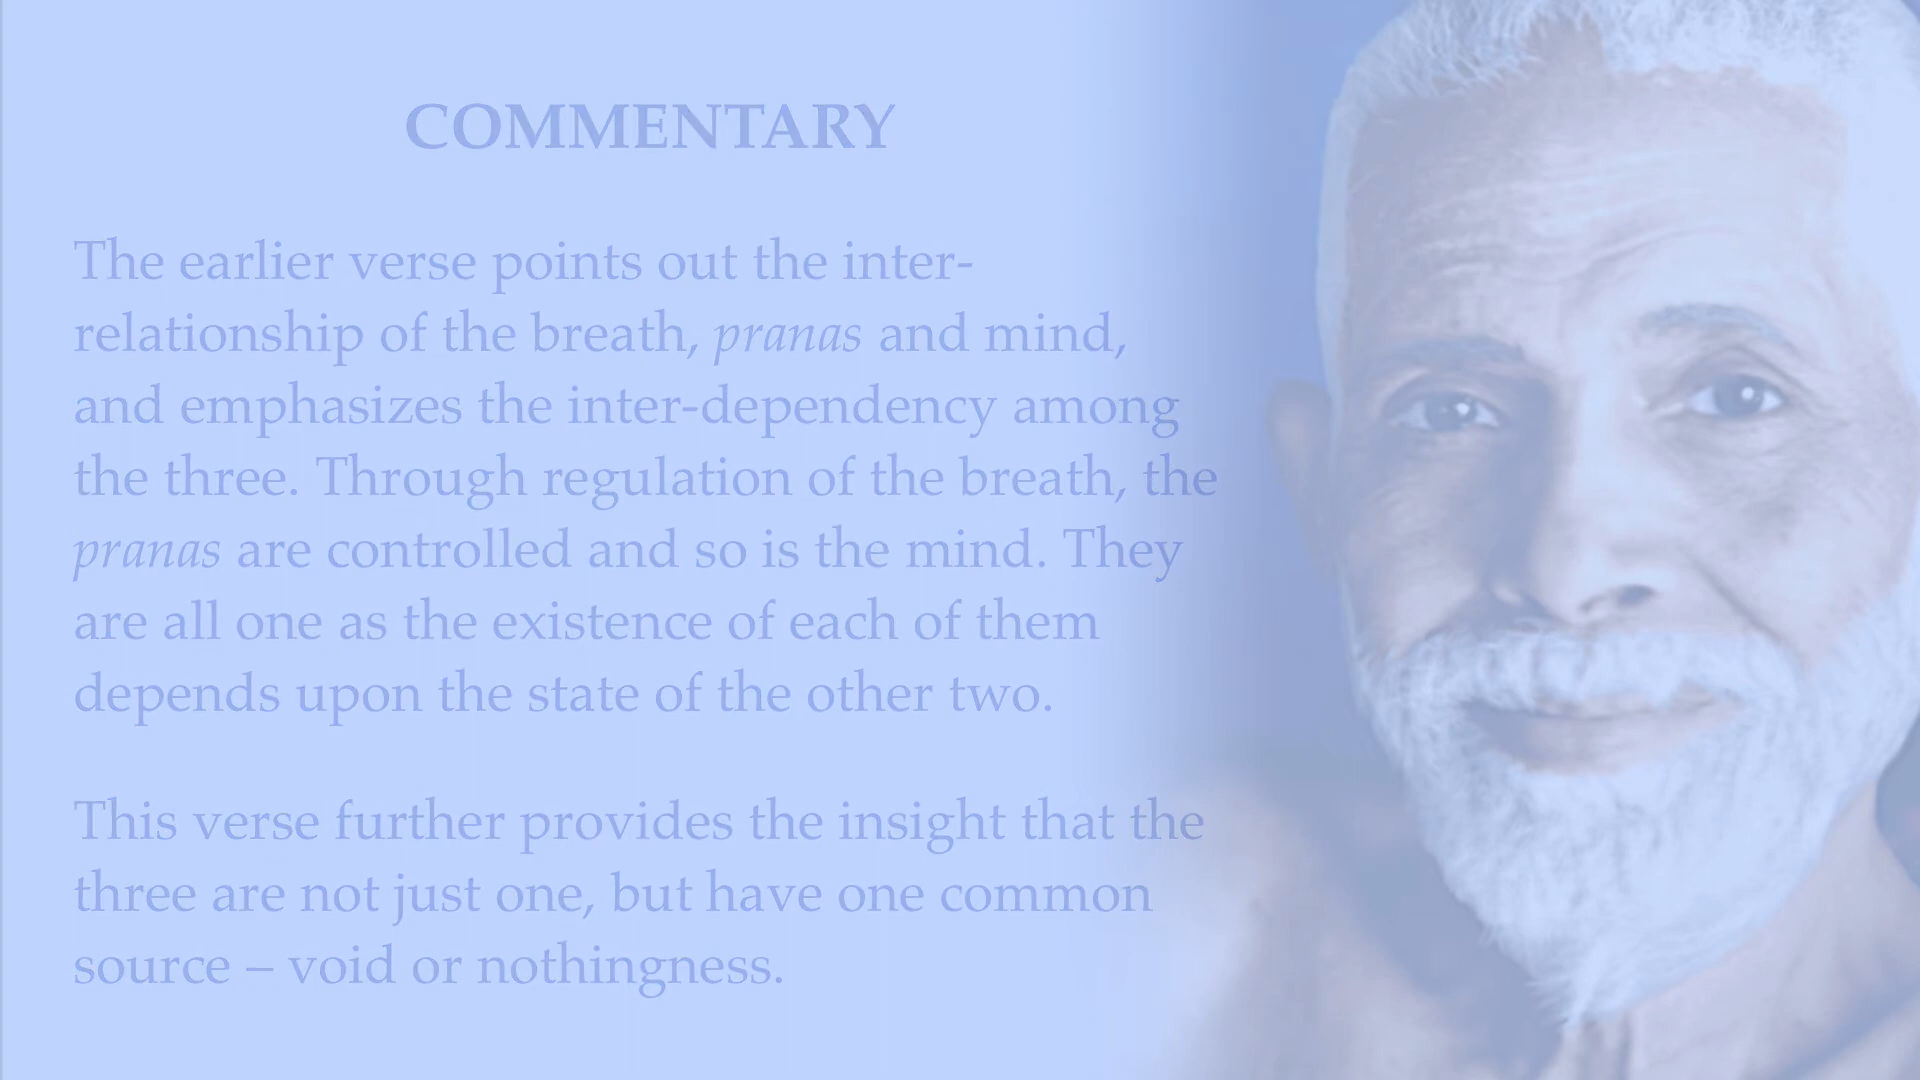 COMMENTARY
The earlier verse points out the inter-
relationship of the breath, pranas and mind,
and emphasizes the inter-dependency among
the three. Through regulation of the breath, the
pranas are controlled and so is the mind. They
are all one as the existence of each of them
depends upon the state of the other two.
This verse further provides the insight that the
three are not just one, but have one common
source – void or nothingness.